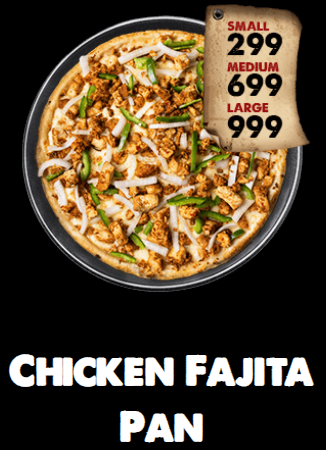 SMALL
299
MEDIUM
699
LARGE
999
CHICKEN FAJITA
PAN